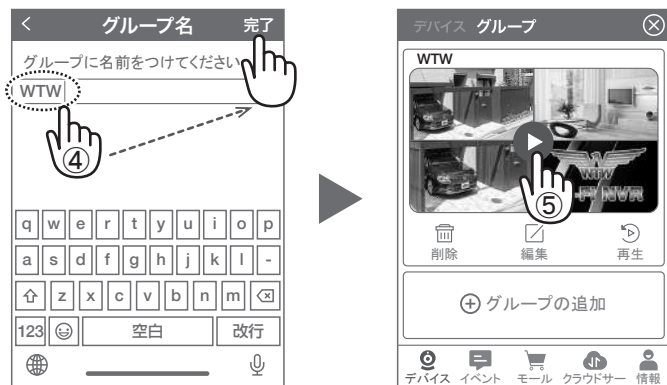 グループ名
完了
グループに名前をつけてください
WTW
④
q w e r t y u i o p
a s d f g h j k l -
z x c v b n m
123 空白 改行
デバイス グループ
WTW
WTW
-FI NVR
⑤
削除 編集 再生
グループの追加
デバイス イベント モール クラウドサー 情報